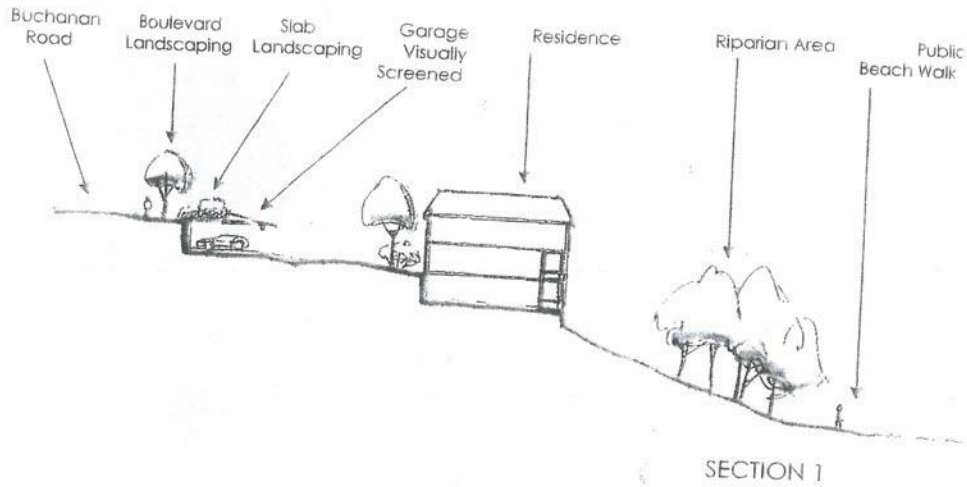 Buchanan
Road
Boulevard
Landscaping
Slab
Landscaping
Garage
Visually
Screened
Residence
Riparian Area
Public
Beach Walk
SECTION 1